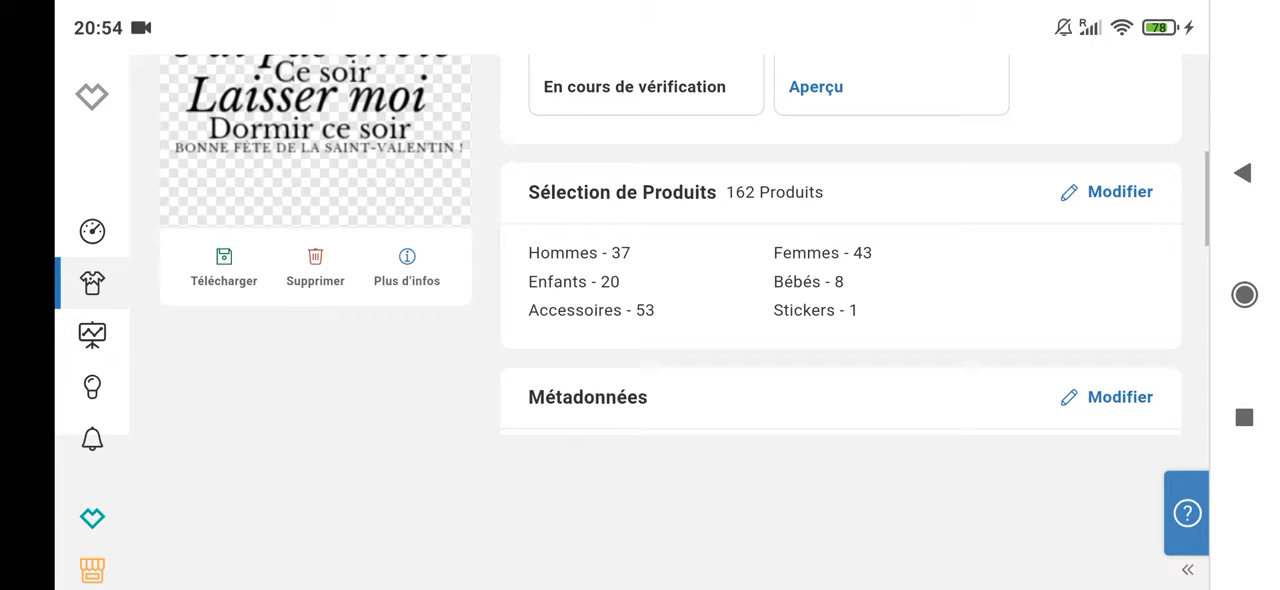 20:54
R
78
Ce soir
Laisser moi
Dormir ce soir
BONNE FÉTE DE LA SAINT-VALENTIN !
Télécharger
Supprimer
Plus d'infos
En cours de vérification
Aperçu
Sélection de Produits 162 Produits
Modifier
Hommes - 37
Femmes - 43
Enfants - 20
Bébés - 8
Accessoires - 53
Stickers - 1
Métadonnées
Modifier
?
«